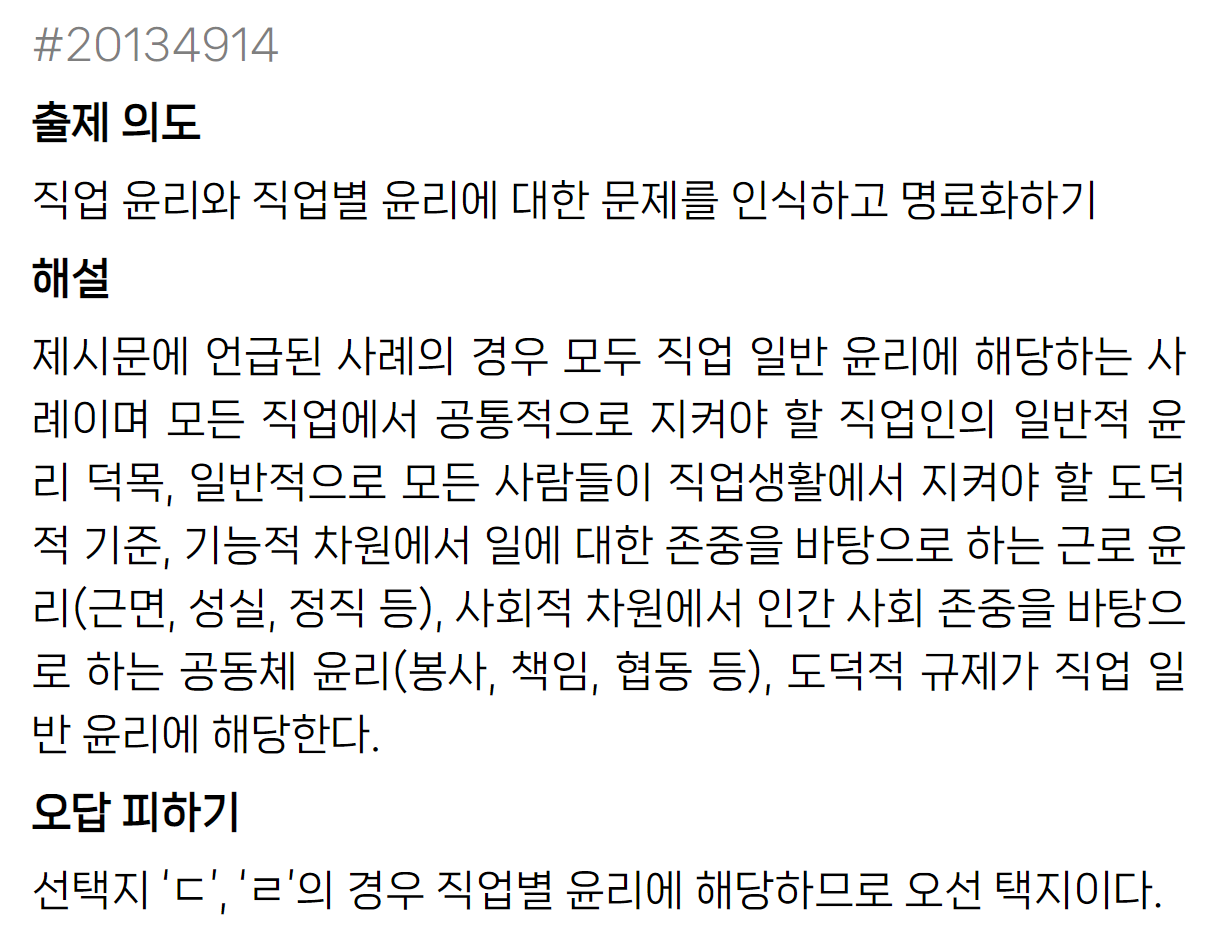 #20134914
출제 의도
직업 윤리와 직업별 윤리에 대한 문제를 인식하고 명료화하기
해설
제시문에 언급된 사례의 경우 모두 직업 일반 윤리에 해당하는 사
례이며 모든 직업에서 공통적으로 지켜야 할 직업인의 일반적 윤
리 덕목, 일반적으로 모든 사람들이 직업생활에서 지켜야 할 도덕
적 기준, 기능적 차원에서 일에 대한 존중을 바탕으로 하는 근로 윤
리(근면, 성실, 정직 등), 사회적 차원에서 인간 사회 존중을 바탕으
로 하는 공동체 윤리(봉사, 책임, 협동 등), 도덕적 규제가 직업 일
반 윤리에 해당한다.
오답 피하기
선택지 ‘ㄷ’, ‘ㄹ’의 경우 직업별 윤리에 해당하므로 오선 택지이다.